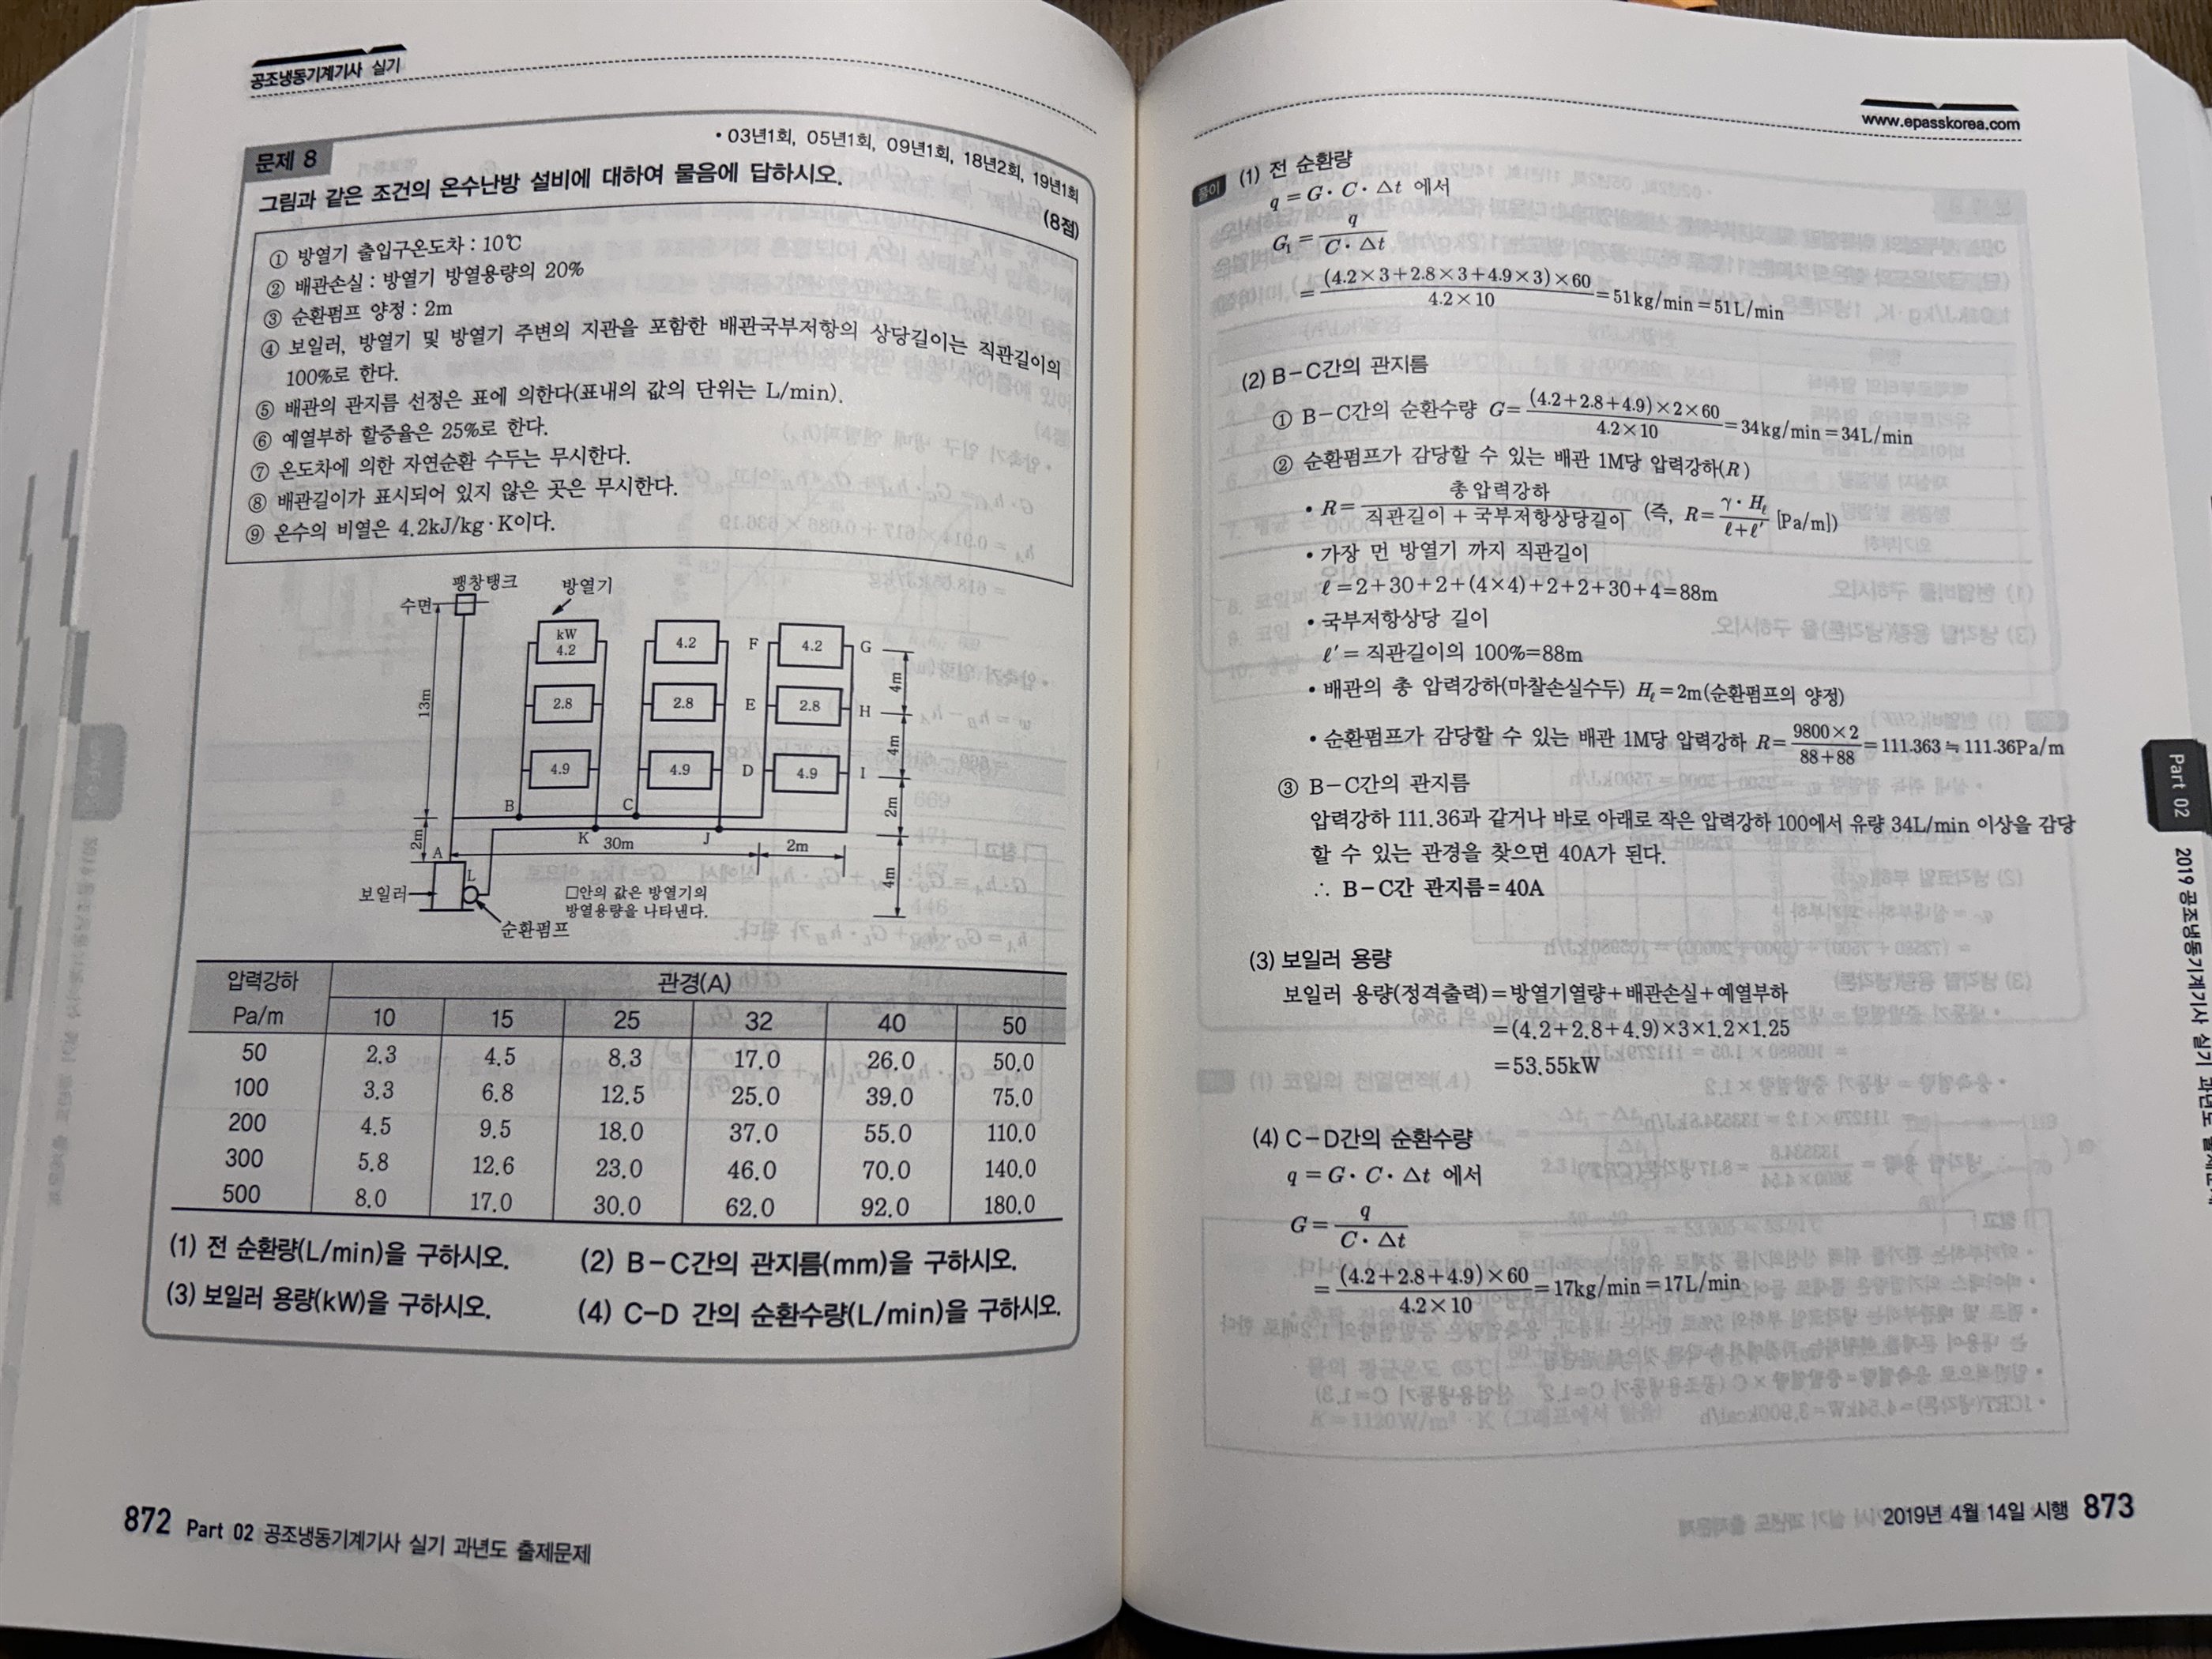 공조냉동기계기사 실기
• 03년1회, 05년1회, 09년1회, 18년2회, 19년1회
문제 8
그림과 같은 조건의 온수난방 설비에 대하여 물음에 답하시오.
(8점)
① 방열기 출입구온도차 : 10℃
② 배관손실 : 방열기 방열용량의 20%
③ 순환펌프 양정 : 2m
④ 보일러, 방열기 및 방열기 주변의 지관을 포함한 배관국부저항의 상당길이는 직관길이의
100%로 한다.
⑤ 배관의 관지름 선정은 표에 의한다(표내의 값의 단위는 L/min).
⑥ 예열부하 할증율은 25%로 한다.
⑦ 온도차에 의한 자연순환 수두는 무시한다.
⑧ 배관길이가 표시되어 있지 않은 곳은 무시한다.
⑨ 온수의 비열은 4.2kJ/kg·K이다.
팽창탱크
방열기
수면
kW
4.2
4.2
F
4.2
G
4m
13m
2.8
2.8
E
2.8
H
4m
4.9
4.9
D
4.9
I
B
C
2m
2m
K
30m
J
2m
A
L
4m
보일러
□안의 값은 방열기의
방열용량을 나타낸다.
순환펌프
압력강하 관경(A)
Pa/m 10 15 25 32 40 50
50 2.3 4.5 8.3 17.0 26.0 50.0
100 3.3 6.8 12.5 25.0 39.0 75.0
200 4.5 9.5 18.0 37.0 55.0 110.0
300 5.8 12.6 23.0 46.0 70.0 140.0
500 8.0 17.0 30.0 62.0 92.0 180.0
(1) 전 순환량(L/min)을 구하시오. (2) B-C간의 관지름(mm)을 구하시오.
(3) 보일러 용량(kW)을 구하시오. (4) C-D 간의 순환수량(L/min)을 구하시오.
872 Part 02 공조냉동기계기사 실기 과년도 출제문제
www.epasskorea.com
풀이 (1) 전 순환량
q = G·C·Δt 에서
G₁ = q / (C·Δt)
= (4.2×3+2.8×3+4.9×3)×60 / (4.2×10) = 51kg/min = 51L/min
(2) B-C간의 관지름
① B-C간의 순환수량 G = (4.2+2.8+4.9)×2×60 / (4.2×10) = 34kg/min = 34L/min
② 순환펌프가 감당할 수 있는 배관 1M당 압력강하(R)
• R = 총압력강하 / (직관길이 + 국부저항상당길이) (즉, R = γ·Hℓ / (ℓ+ℓ′) [Pa/m])
• 가장 먼 방열기 까지 직관길이
ℓ = 2+30+2+(4×4)+2+2+30+4 = 88m
• 국부저항상당 길이
ℓ′ = 직관길이의 100%=88m
• 배관의 총 압력강하(마찰손실수두) Hℓ = 2m(순환펌프의 양정)
• 순환펌프가 감당할 수 있는 배관 1M당 압력강하 R = 9800×2 / (88+88) = 111.363 ≒ 111.36Pa/m
③ B-C간의 관지름
압력강하 111.36과 같거나 바로 아래로 작은 압력강하 100에서 유량 34L/min 이상을 감당
할 수 있는 관경을 찾으면 40A가 된다.
∴ B-C간 관지름 = 40A
(3) 보일러 용량
보일러 용량(정격출력) = 방열기열량 + 배관손실 + 예열부하
= (4.2+2.8+4.9)×3×1.2×1.25
= 53.55kW
(4) C-D간의 순환수량
q = G·C·Δt 에서
G = q / (C·Δt)
= (4.2+2.8+4.9)×60 / (4.2×10) = 17kg/min = 17L/min
Part 02
2019 공조냉동기계기사 실기 과년도 출제문제
2019년 4월 14일 시행 873